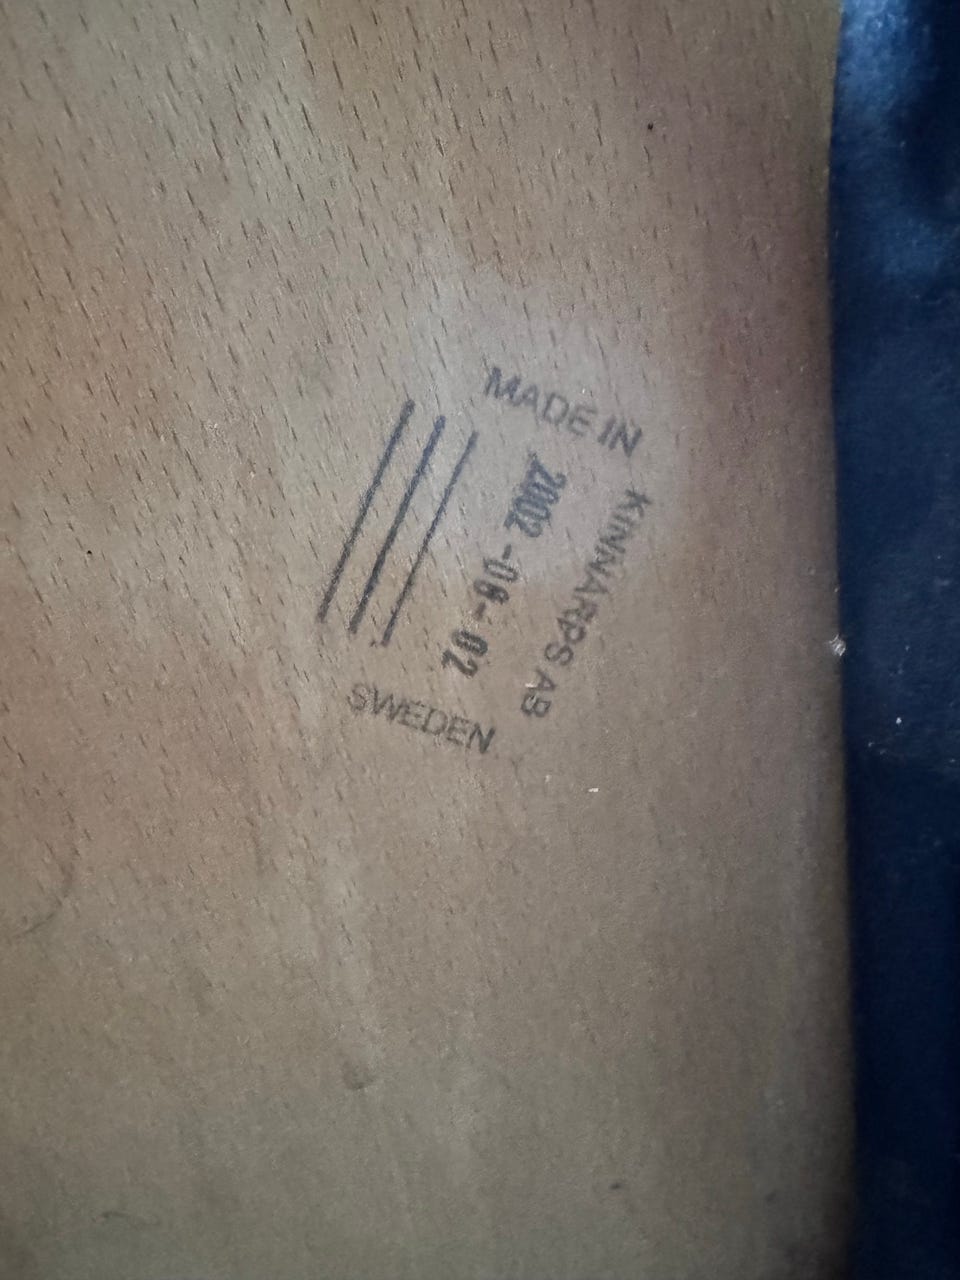 MADE IN
KINNARPS AB
2002-06-02
SWEDEN